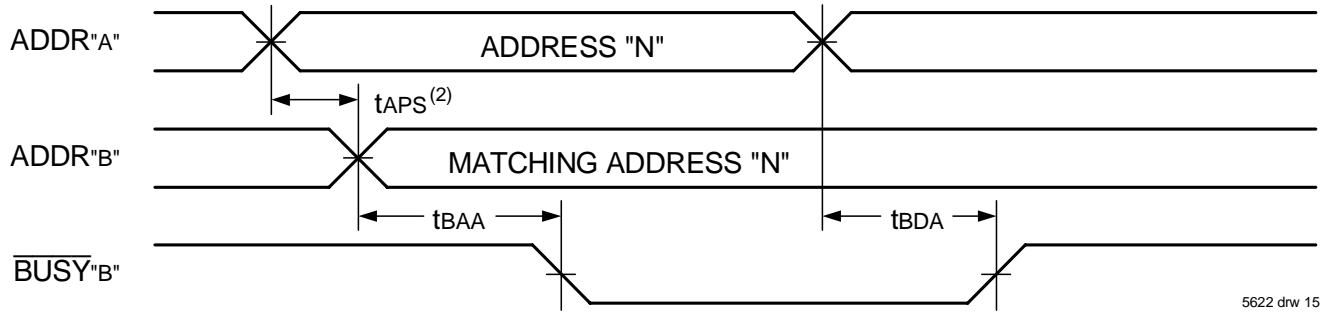 ADDR"A"
ADDRESS "N"
tAPS(2)
ADDR"B"
MATCHING ADDRESS "N"
tBAA
tBDA
BUSY"B"
5622 drw 15